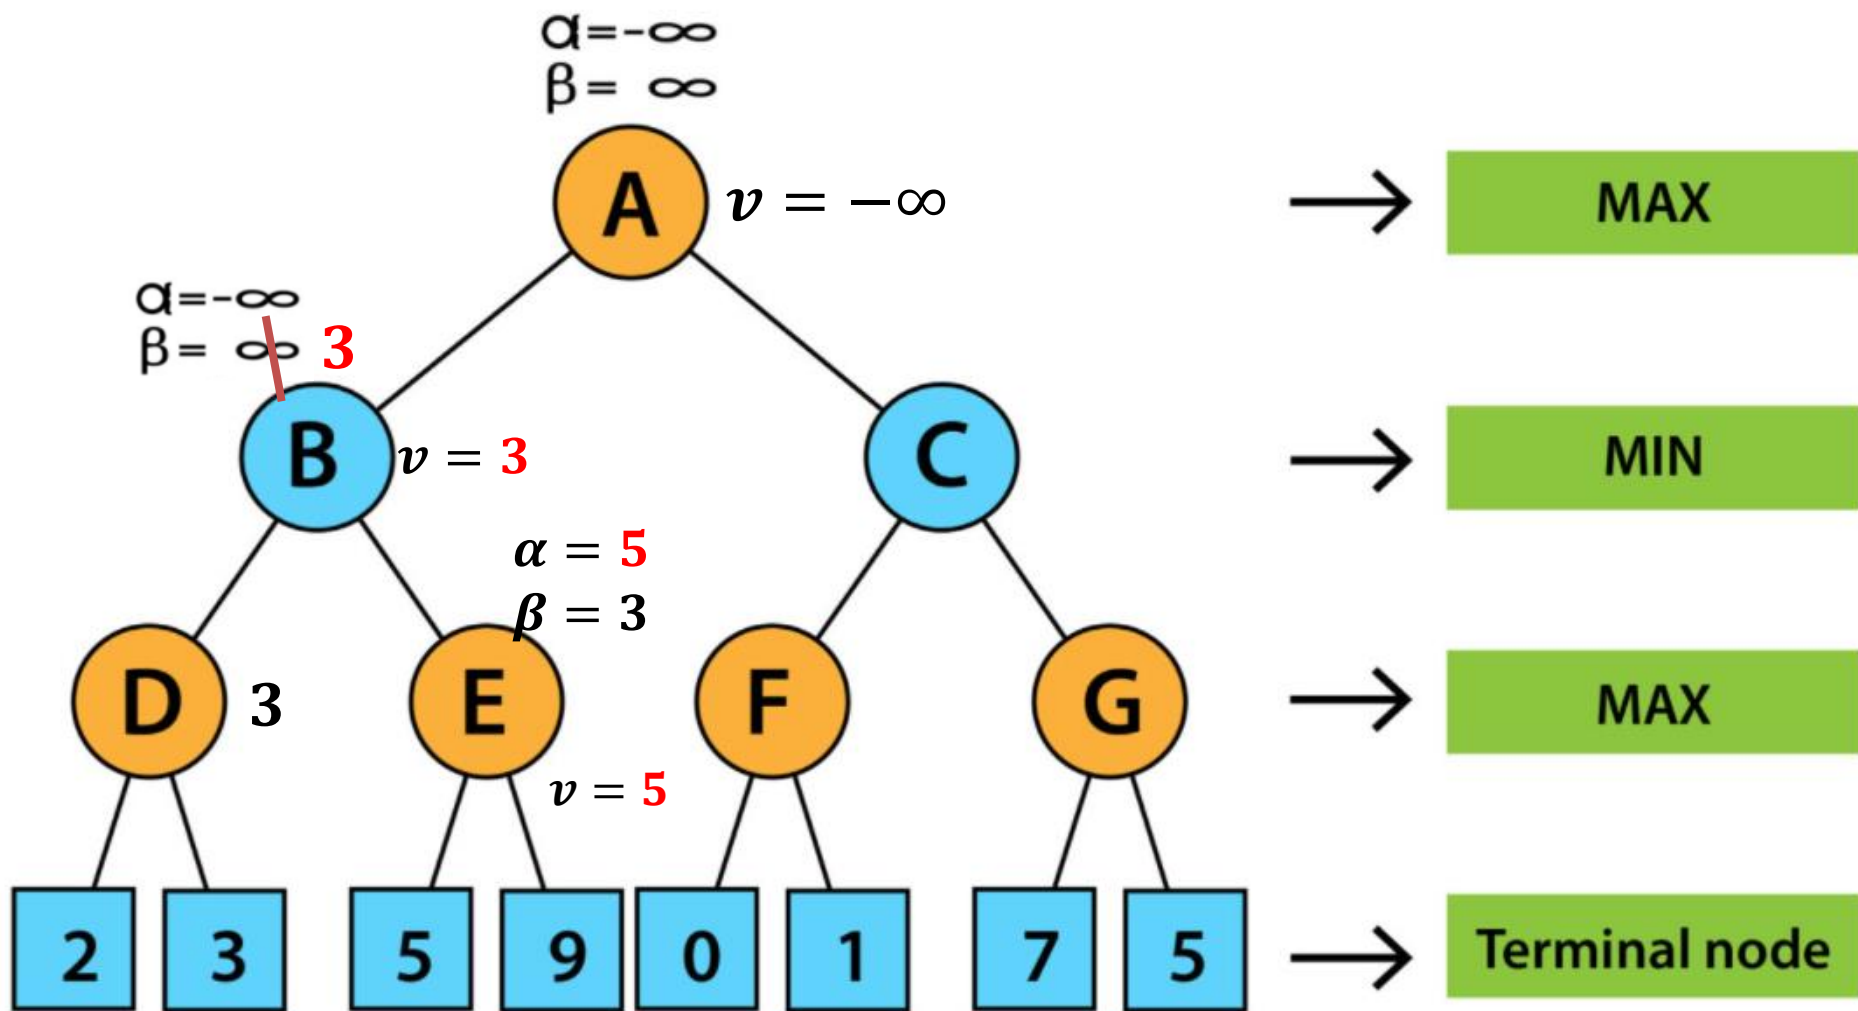 α=-∞
β= ∞
A v = −∞ MAX
α=-∞
β= ∞ 3
B v = 3 C MIN
α = 5
β = 3
D 3 E F G MAX
v = 5
2 3 5 9 0 1 7 5 Terminal node